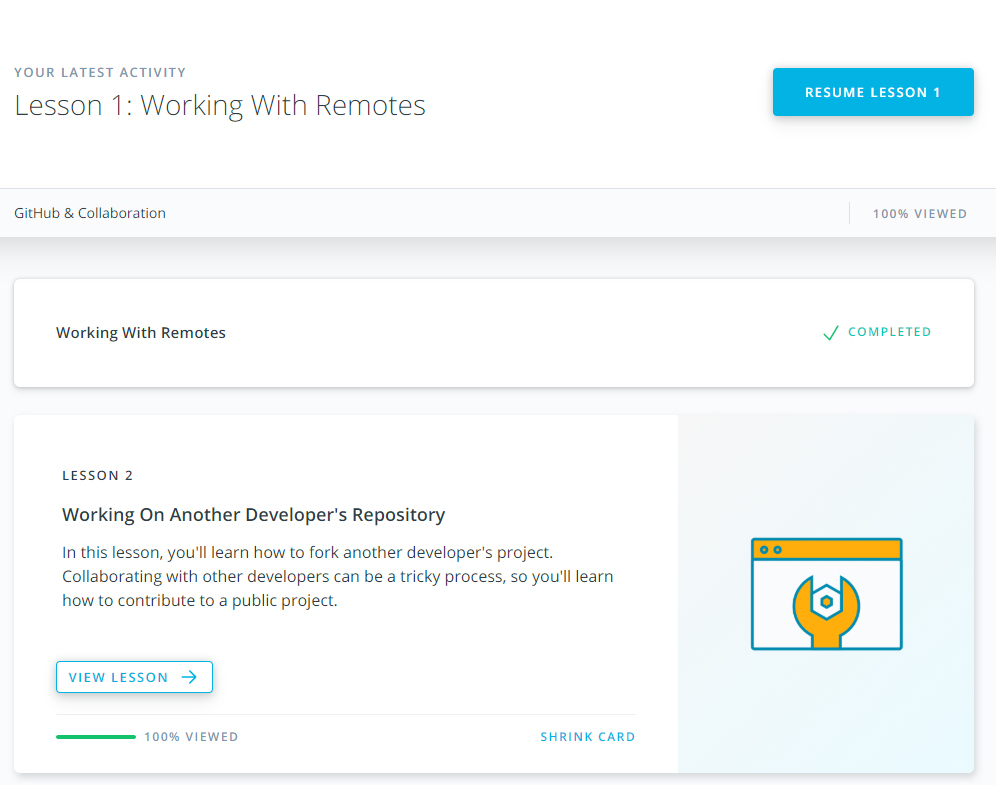 YOUR LATEST ACTIVITY
Lesson 1: Working With Remotes
RESUME LESSON 1
GitHub & Collaboration
100% VIEWED
Working With Remotes
COMPLETED
LESSON 2
Working On Another Developer's Repository
In this lesson, you'll learn how to fork another developer's project.
Collaborating with other developers can be a tricky process, so you'll learn
how to contribute to a public project.
VIEW LESSON
100% VIEWED
SHRINK CARD